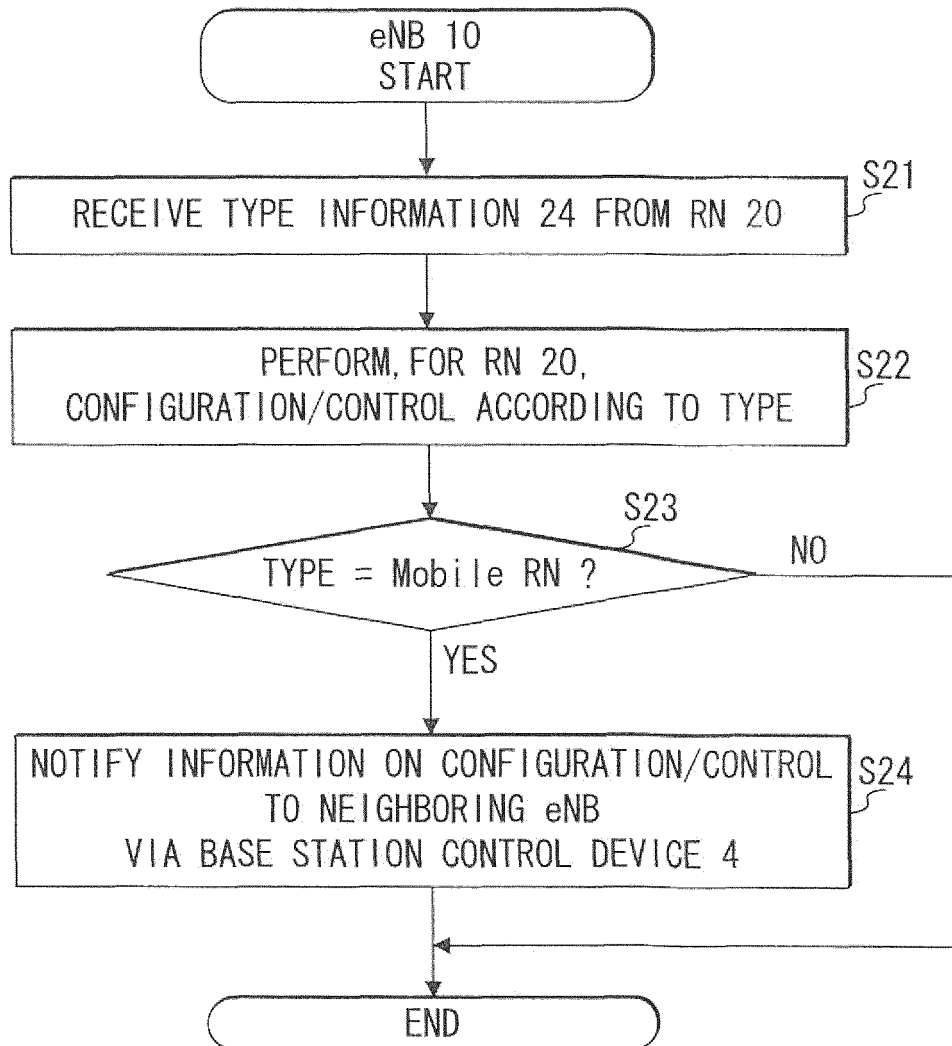 eNB 10
START
S21
RECEIVE TYPE INFORMATION 24 FROM RN 20
S22
PERFORM, FOR RN 20,
CONFIGURATION/CONTROL ACCORDING TO TYPE
S23
TYPE = Mobile RN ?
NO
YES
NOTIFY INFORMATION ON CONFIGURATION/CONTROL
TO NEIGHBORING eNB
VIA BASE STATION CONTROL DEVICE 4
S24
END